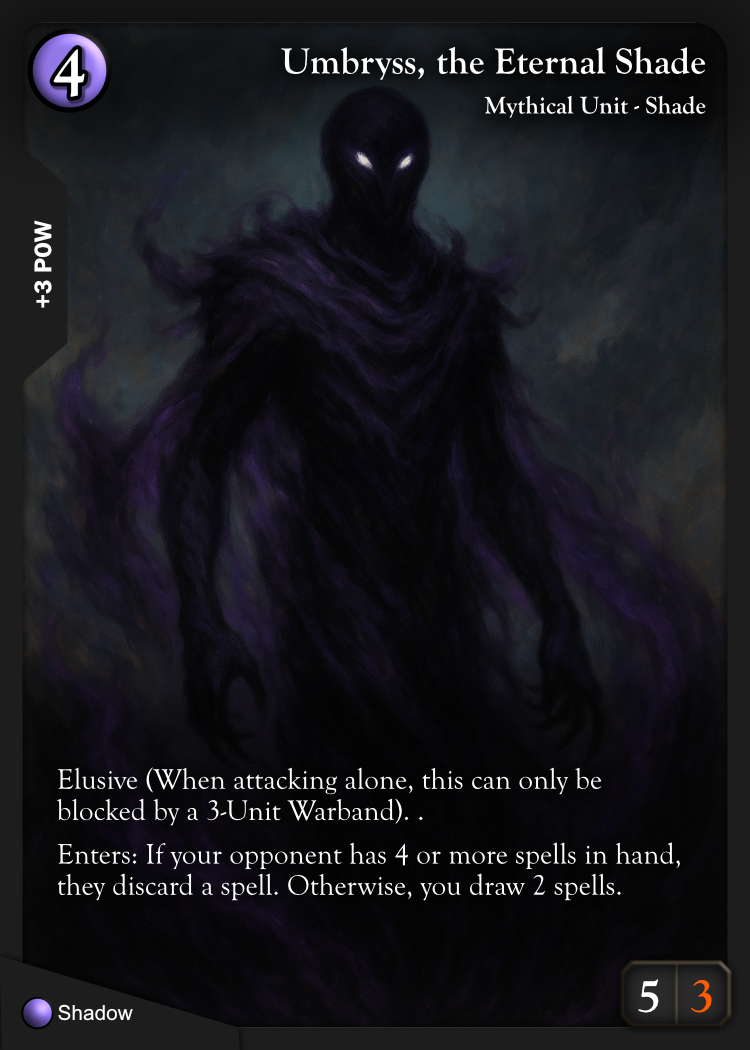 4
Umbryss, the Eternal Shade
Mythical Unit - Shade
+3 POW
Elusive (When attacking alone, this can only be
blocked by a 3-Unit Warband). .
Enters: If your opponent has 4 or more spells in hand,
they discard a spell. Otherwise, you draw 2 spells.
5 3
Shadow